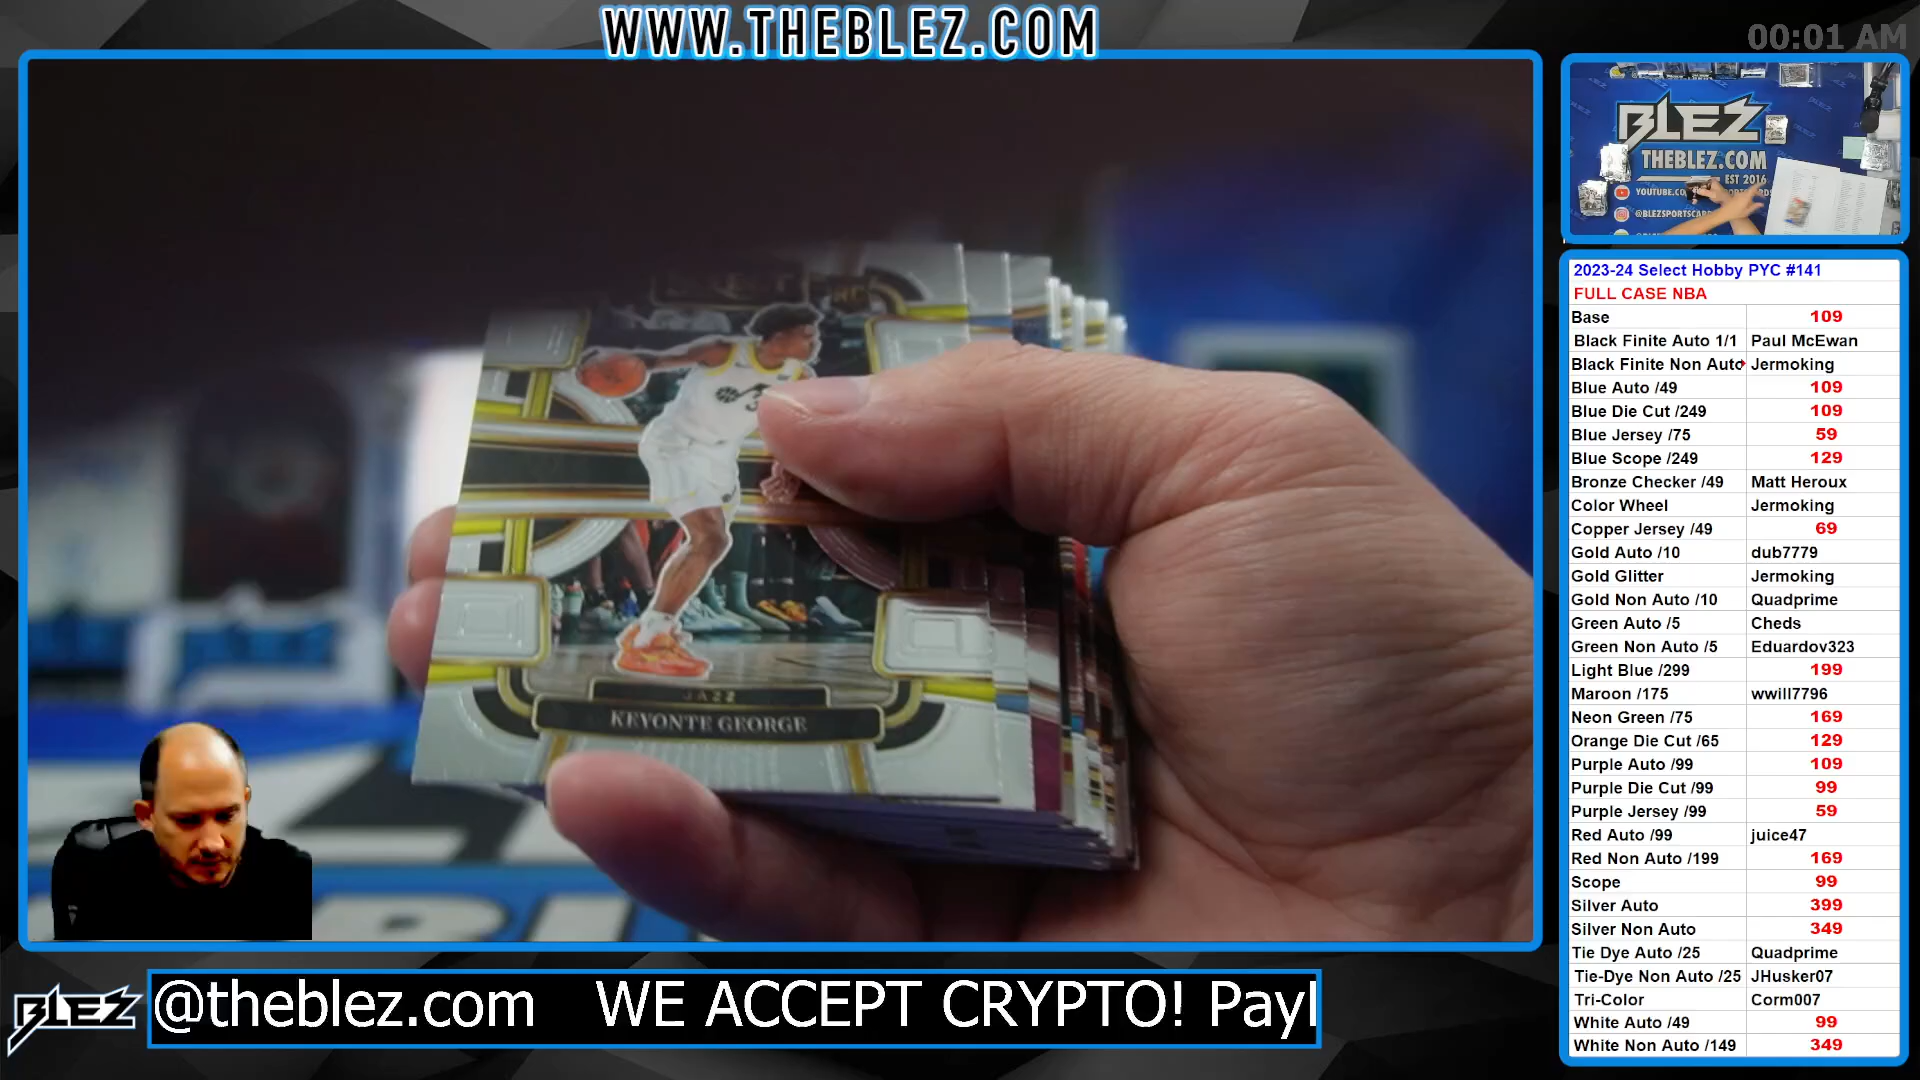 WWW.THEBLEZ.COM
00:01 AM
BLEZ
THEBLEZ.COM
EST 2016
2023-24 Select Hobby PYC #141
FULL CASE NBA
Base 109
Black Finite Auto 1/1 Paul McEwan
Black Finite Non Auto Jermoking
Blue Auto /49 109
Blue Die Cut /249 109
Blue Jersey /75 59
Blue Scope /249 129
Bronze Checker /49 Matt Heroux
Color Wheel Jermoking
Copper Jersey /49 69
Gold Auto /10 dub7779
Gold Glitter Jermoking
Gold Non Auto /10 Quadprime
Green Auto /5 Cheds
Green Non Auto /5 Eduardov323
Light Blue /299 199
Maroon /175 wwill7796
Neon Green /75 169
Orange Die Cut /65 129
Purple Auto /99 109
Purple Die Cut /99 99
Purple Jersey /99 59
Red Auto /99 juice47
Red Non Auto /199 169
Scope 99
Silver Auto 399
Silver Non Auto 349
Tie Dye Auto /25 Quadprime
Tie-Dye Non Auto /25 JHusker07
Tri-Color Corm007
White Auto /49 99
White Non Auto /149 349
RC
JAZZ
KEYONTE GEORGE
BLEZ
@theblez.com WE ACCEPT CRYPTO! Payl